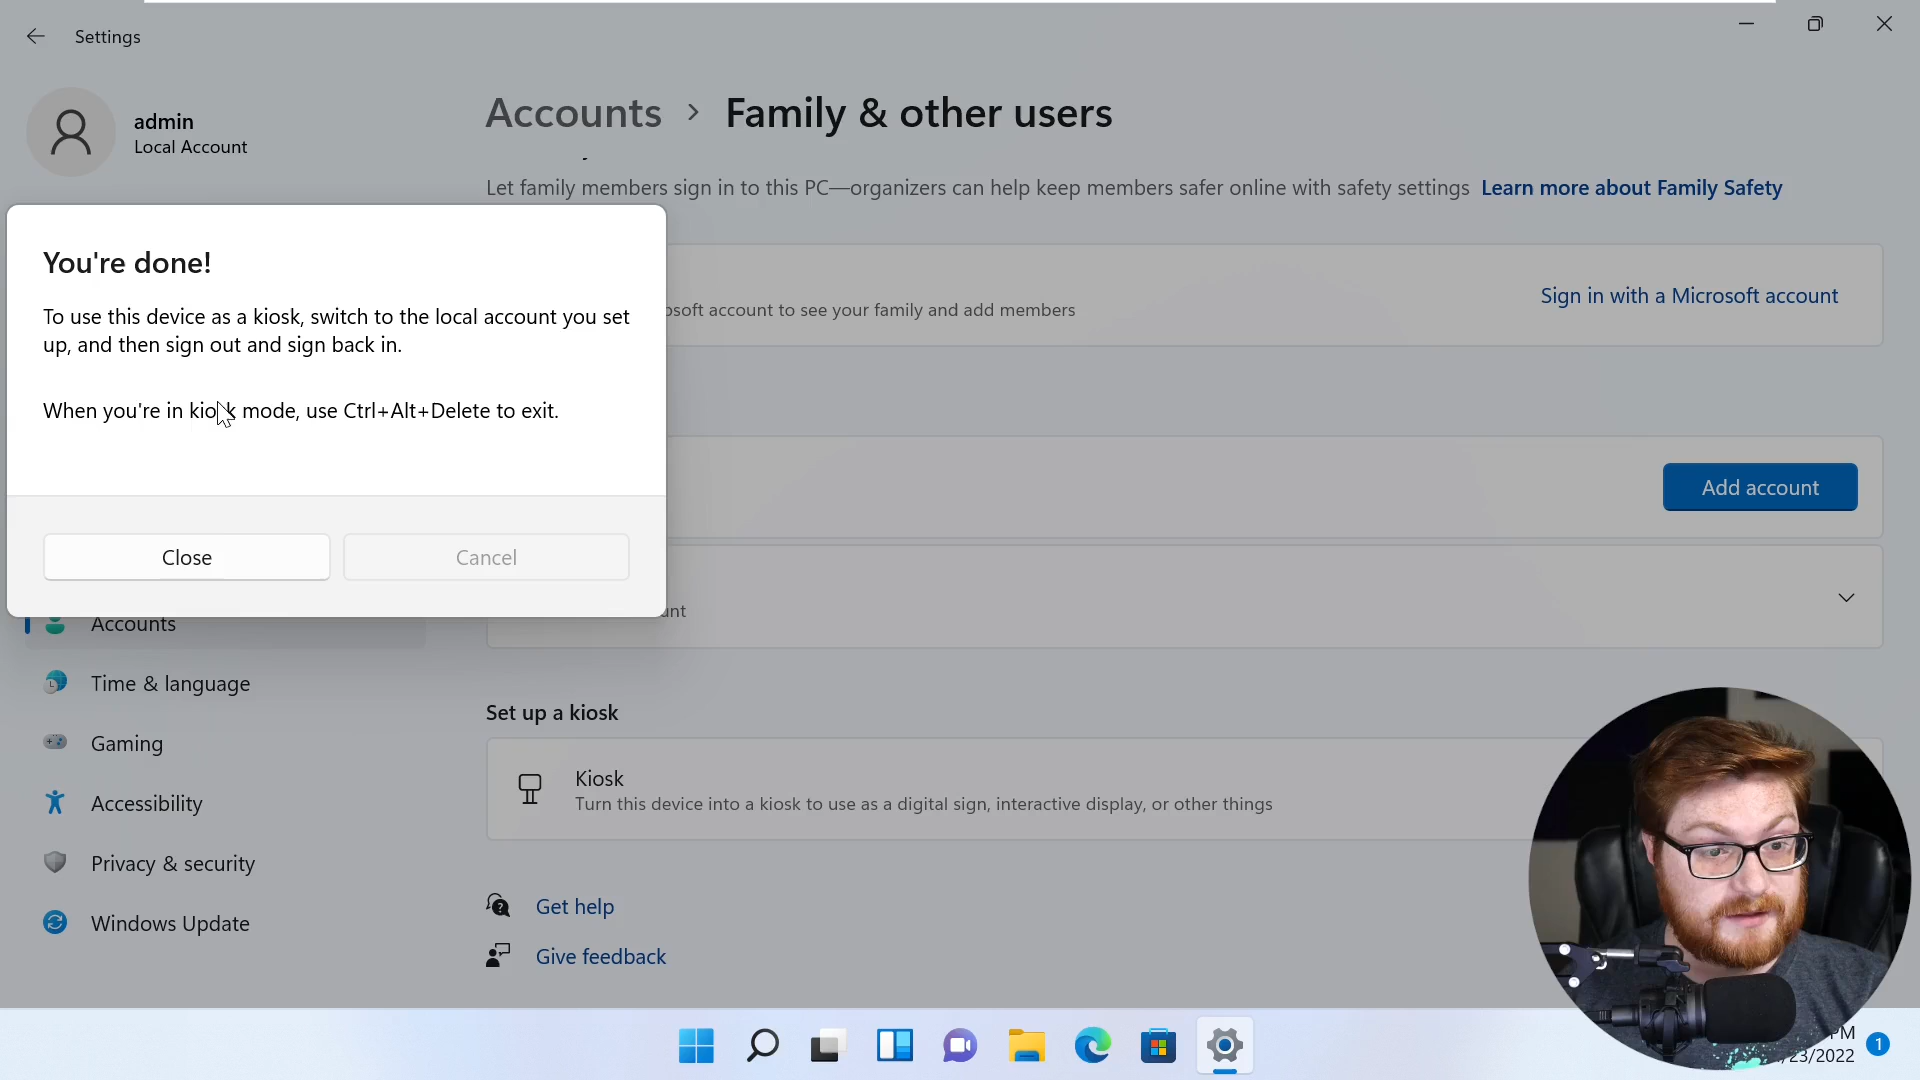 Settings
admin
Local Account
Accounts > Family & other users
Let family members sign in to this PC—organizers can help keep members safer online with safety settings Learn more about Family Safety
You're done!
To use this device as a kiosk, switch to the local account you set
up, and then sign out and sign back in.
When you're in kiosk mode, use Ctrl+Alt+Delete to exit.
Close
Cancel
account to see your family and add members
Sign in with a Microsoft account
Add account
Accounts
Time & language
Gaming
Accessibility
Privacy & security
Windows Update
Set up a kiosk
Kiosk
Turn this device into a kiosk to use as a digital sign, interactive display, or other things
Get help
Give feedback
PM
/23/2022
1